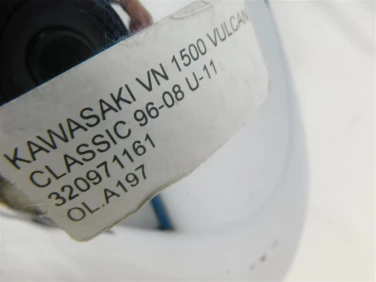 KAWASAKI VN 1500 VULCAN
CLASSIC 96-08 U-11
320971161
OL.A197